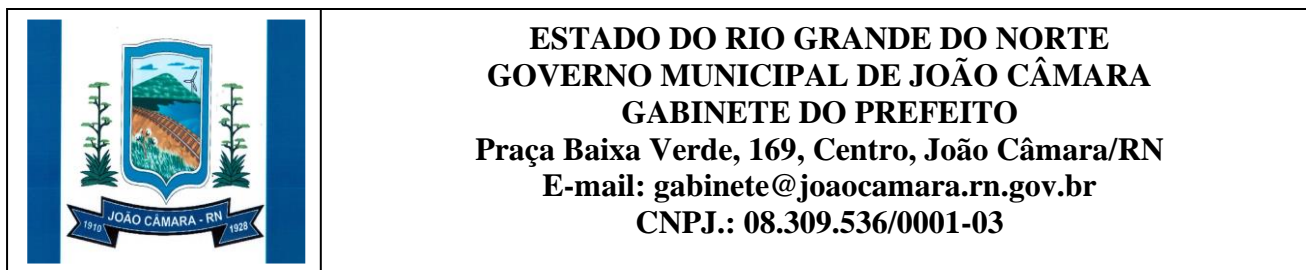 ESTADO DO RIO GRANDE DO NORTE
GOVERNO MUNICIPAL DE JOÃO CÂMARA
GABINETE DO PREFEITO
Praça Baixa Verde, 169, Centro, João Câmara/RN
E-mail: gabinete@joaocamara.rn.gov.br
CNPJ.: 08.309.536/0001-03
JOÃO CÂMARA - RN
1910
1928